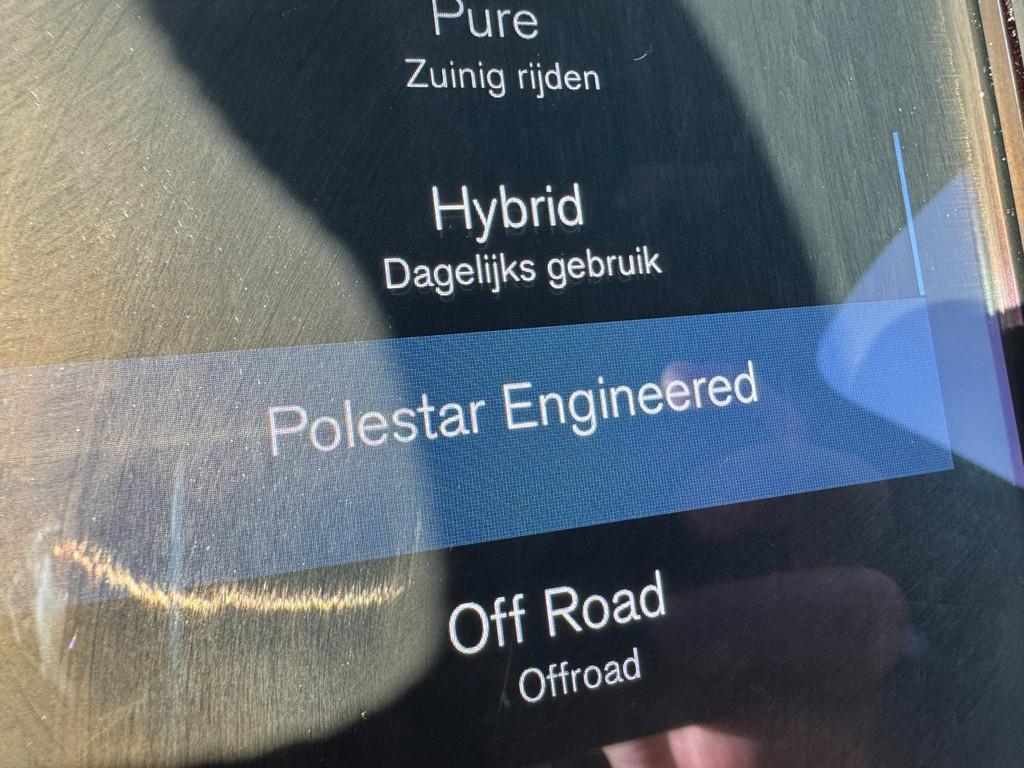 Pure
Zuinig rijden
Hybrid
Dagelijks gebruik
Polestar Engineered
Off Road
Offroad